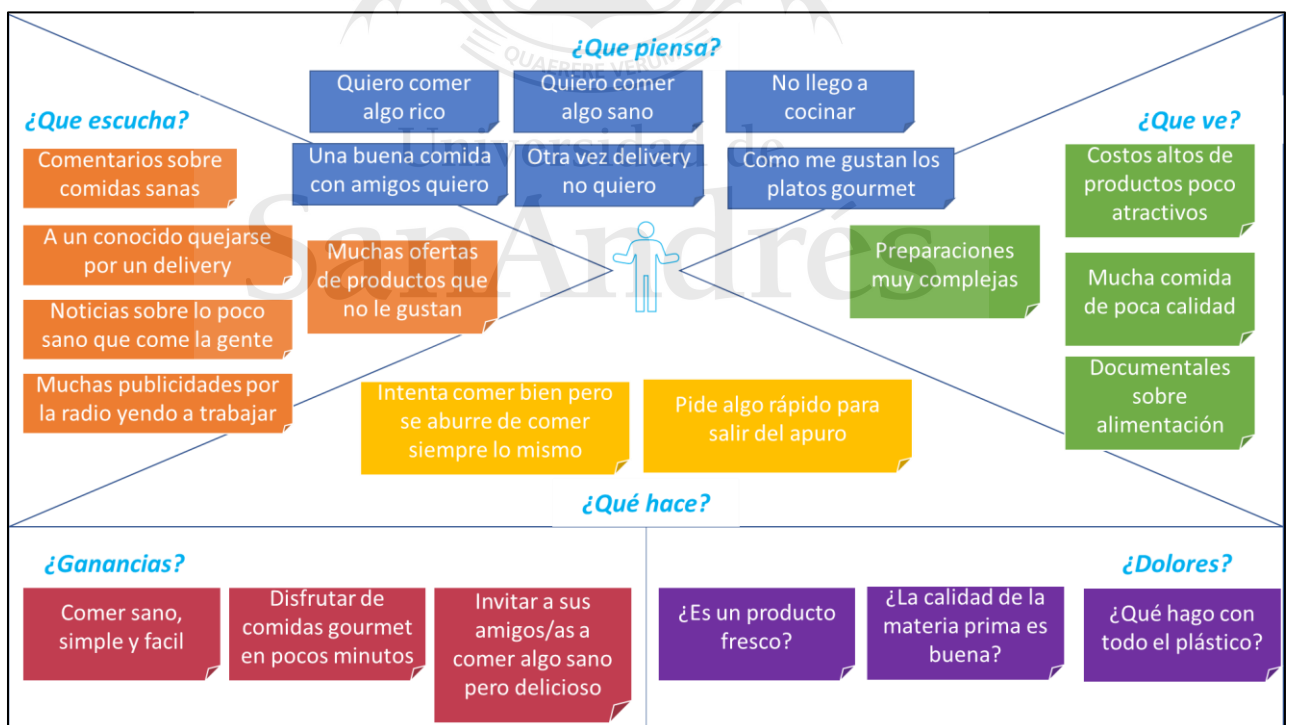 QUAERERE VERUM
¿Que piensa?
Quiero comer
algo rico
Quiero comer
algo sano
No llego a
cocinar
Una buena comida
con amigos quiero
Otra vez delivery
no quiero
Como me gustan los
platos gourmet
¿Que escucha?
Comentarios sobre
comidas sanas
A un conocido quejarse
por un delivery
Noticias sobre lo poco
sano que come la gente
Muchas publicidades por
la radio yendo a trabajar
Muchas ofertas
de productos que
no le gustan
Universidad de
SanAndrés
¿Que ve?
Costos altos de
productos poco
atractivos
Preparaciones
muy complejas
Mucha comida
de poca calidad
Documentales
sobre
alimentación
Intenta comer bien pero
se aburre de comer
siempre lo mismo
Pide algo rápido para
salir del apuro
¿Qué hace?
¿Ganancias?
Comer sano,
simple y facil
Disfrutar de
comidas gourmet
en pocos minutos
Invitar a sus
amigos/as a
comer algo sano
pero delicioso
¿Dolores?
¿Es un producto
fresco?
¿La calidad de la
materia prima es
buena?
¿Qué hago con
todo el plástico?